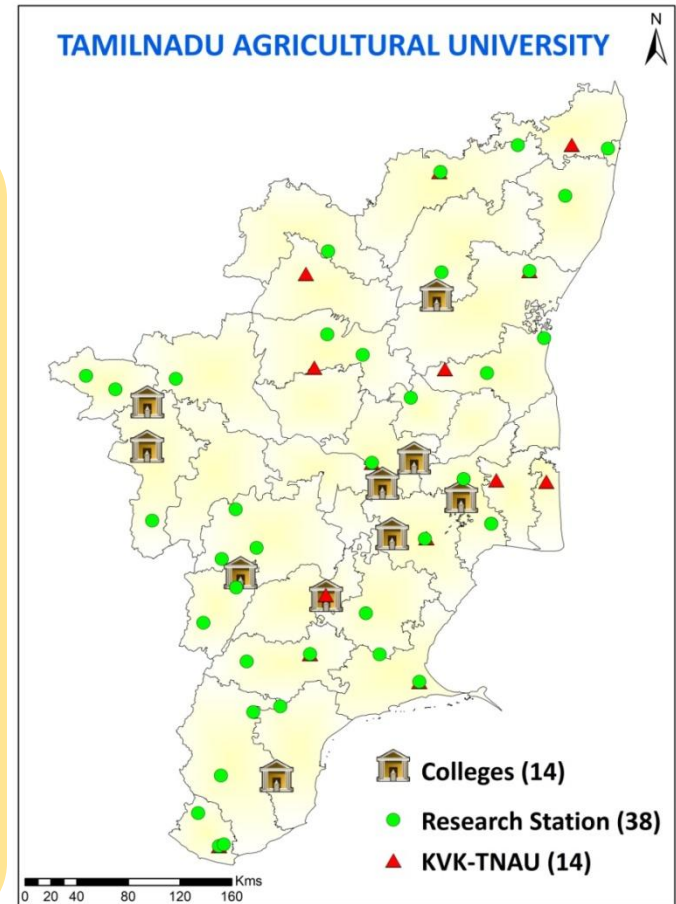 TAMILNADU AGRICULTURAL UNIVERSITY
N
Colleges (14)
Research Station (38)
KVK-TNAU (14)
Kms
0 20 40 80 120 160